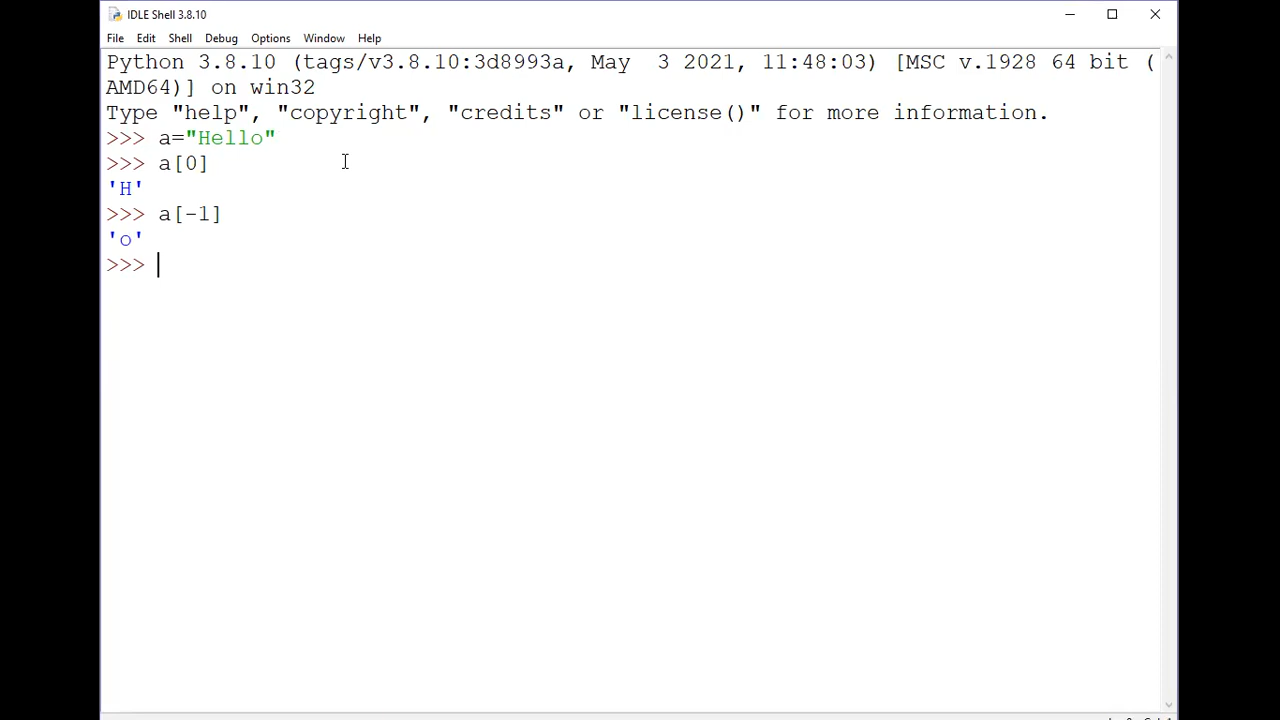 IDLE Shell 3.8.10
File Edit Shell Debug Options Window Help
Python 3.8.10 (tags/v3.8.10:3d8993a, May  3 2021, 11:48:03) [MSC v.1928 64 bit (
AMD64)] on win32
Type "help", "copyright", "credits" or "license()" for more information.
>>> a="Hello"
>>> a[0]
'H'
>>> a[-1]
'o'
>>>